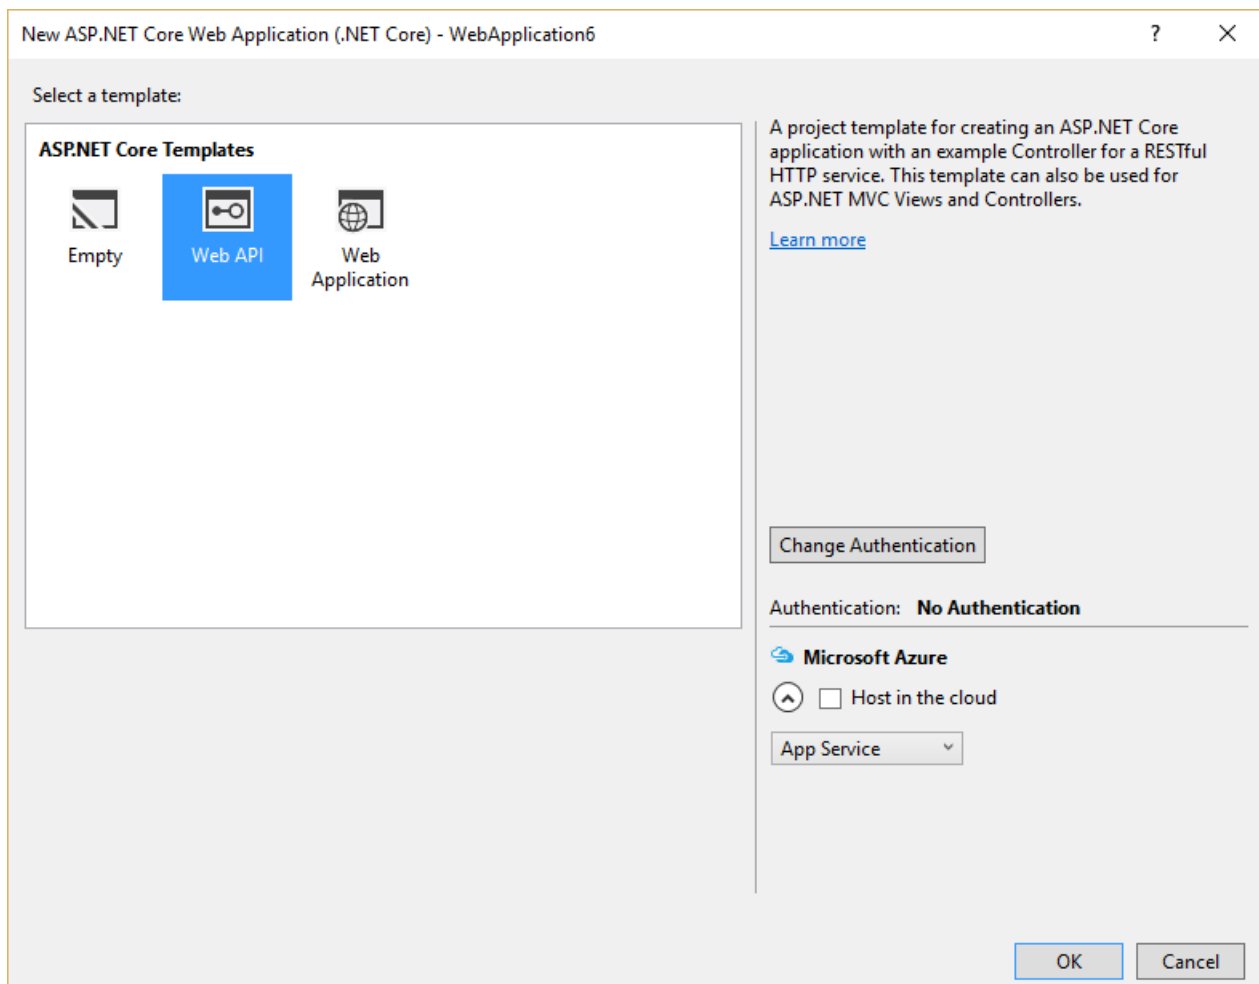 New ASP.NET Core Web Application (.NET Core) - WebApplication6
?
Select a template:
ASP.NET Core Templates
Empty
Web API
Web
Application
A project template for creating an ASP.NET Core
application with an example Controller for a RESTful
HTTP service. This template can also be used for
ASP.NET MVC Views and Controllers.
Learn more
Change Authentication
Authentication: No Authentication
Microsoft Azure
Host in the cloud
App Service
OK
Cancel